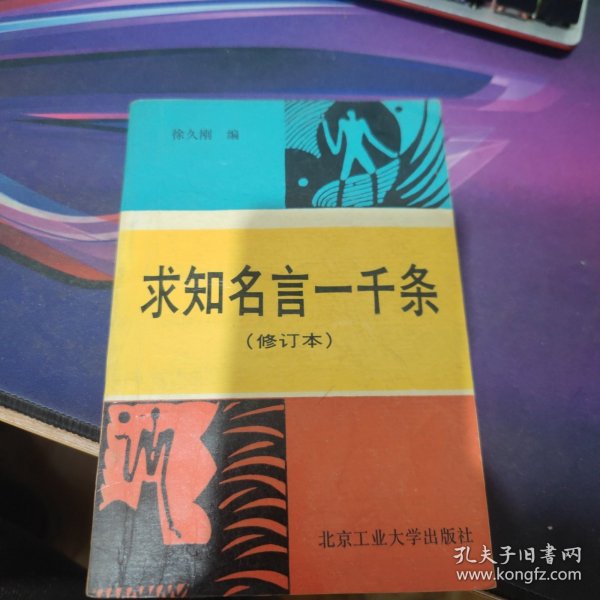 徐久刚 编
求知名言一千条
(修订本)
北京工业大学出版社
孔夫子旧书网
www.kongfz.com